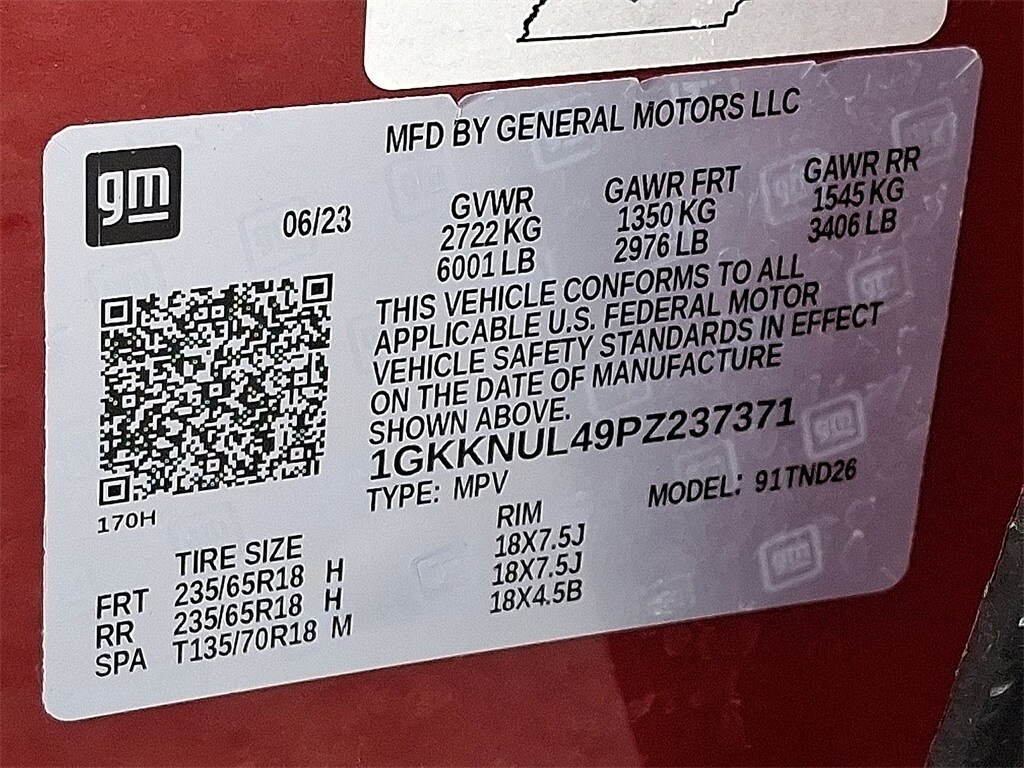 MFD BY GENERAL MOTORS LLC
gm
06/23
GVWR GAWR FRT GAWR RR
2722 KG 1350 KG 1545 KG
6001 LB 2976 LB 3406 LB
THIS VEHICLE CONFORMS TO ALL
APPLICABLE U.S. FEDERAL MOTOR
VEHICLE SAFETY STANDARDS IN EFFECT
ON THE DATE OF MANUFACTURE
SHOWN ABOVE.
1GKKNUL49PZ237371
TYPE: MPV MODEL: 91TND26
170H
TIRE SIZE RIM
FRT 235/65R18 H 18X7.5J
RR 235/65R18 H 18X7.5J
SPA T135/70R18 M 18X4.5B
gm